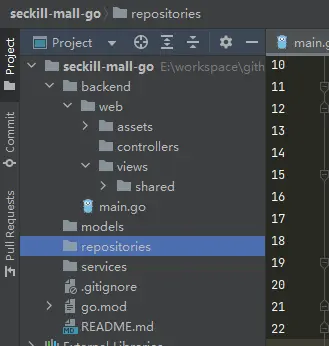 seckill-mall-go repositories
Project
main.g
seckill-mall-go E:\workspace\gith
backend
web
assets
controllers
views
shared
main.go
models
repositories
services
.gitignore
go.mod
README.md
External Libraries
10
11
12
13
14
15
16
17
18
19
20
21
22
Project
Commit
Pull Requests